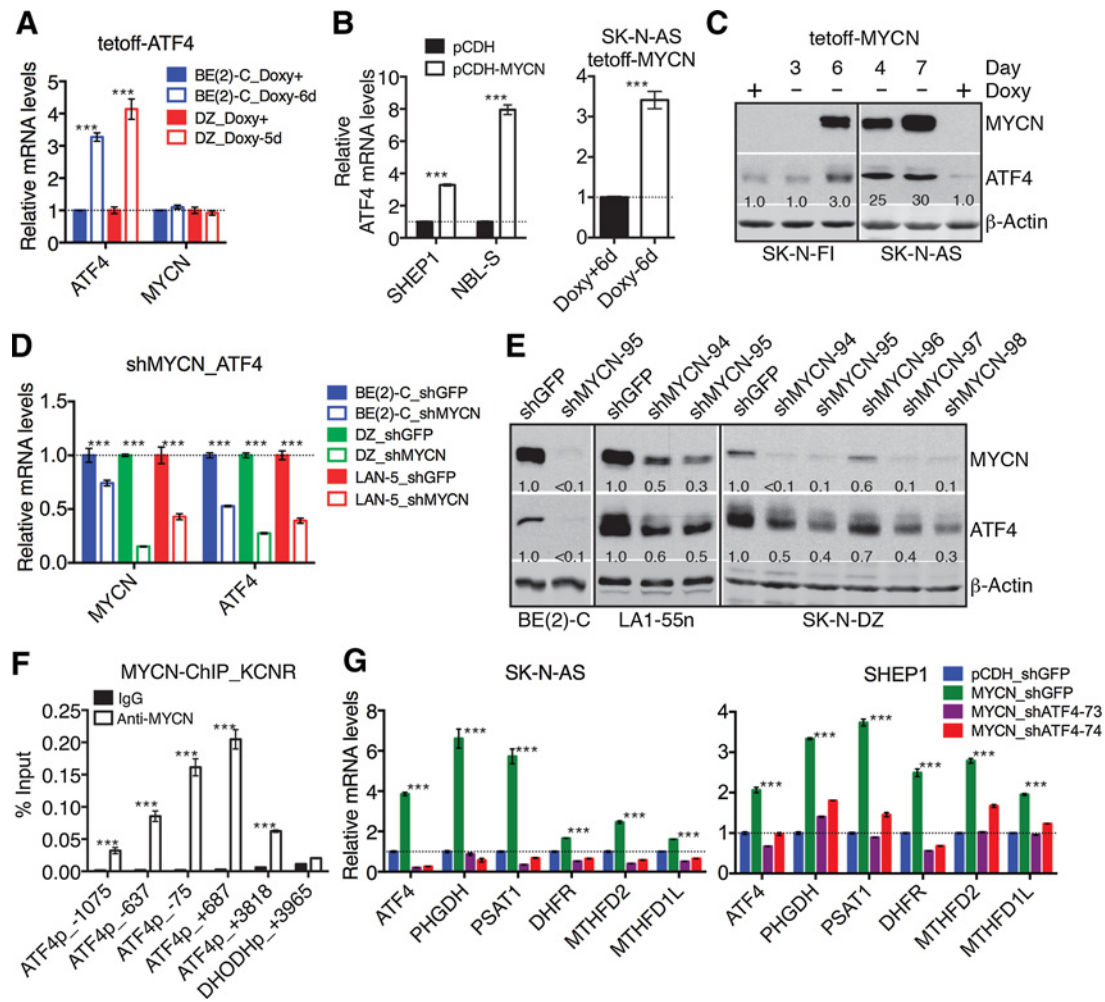 A
tetoff-ATF4
Relative mRNA levels
5
4
3
2
1
0
***
***
BE(2)-C_Doxy+
BE(2)-C_Doxy-6d
DZ_Doxy+
DZ_Doxy-5d
ATF4
MYCN
B
pCDH
pCDH-MYCN
Relative
ATF4 mRNA levels
10
8
6
4
2
0
***
***
SHEP1
NBL-S
SK-N-AS
tetoff-MYCN
4
3
2
1
0
***
Doxy+6d
Doxy-6d
C
tetoff-MYCN
3 6 4 7 Day
+ − − − − + Doxy
MYCN
ATF4
1.0 1.0 3.0 25 30 1.0
β-Actin
SK-N-FI
SK-N-AS
D
shMYCN_ATF4
Relative mRNA levels
1.5
1.0
0.5
0.0
*** *** *** *** *** ***
BE(2)-C_shGFP
BE(2)-C_shMYCN
DZ_shGFP
DZ_shMYCN
LAN-5_shGFP
LAN-5_shMYCN
MYCN
ATF4
E
shGFP
shMYCN-95
shGFP
shMYCN-94
shMYCN-95
shGFP
shMYCN-94
shMYCN-95
shMYCN-96
shMYCN-97
shMYCN-98
MYCN
1.0 <0.1 1.0 0.5 0.3 1.0 <0.1 0.1 0.6 0.1 0.1
ATF4
1.0 <0.1 1.0 0.6 0.5 1.0 0.5 0.4 0.7 0.4 0.3
β-Actin
BE(2)-C
LA1-55n
SK-N-DZ
F
MYCN-ChIP_KCNR
IgG
Anti-MYCN
% Input
0.25
0.20
0.15
0.10
0.05
0.00
*** *** *** *** ***
ATF4p_-1075
ATF4p_-637
ATF4p_-75
ATF4p_+687
ATF4p_+3818
DHODHp_+3965
G
SK-N-AS
Relative mRNA levels
8
6
4
2
0
*** *** *** *** *** ***
ATF4
PHGDH
PSAT1
DHFR
MTHFD2
MTHFD1L
SHEP1
pCDH_shGFP
MYCN_shGFP
MYCN_shATF4-73
MYCN_shATF4-74
4
3
2
1
0
*** *** *** *** *** ***
ATF4
PHGDH
PSAT1
DHFR
MTHFD2
MTHFD1L